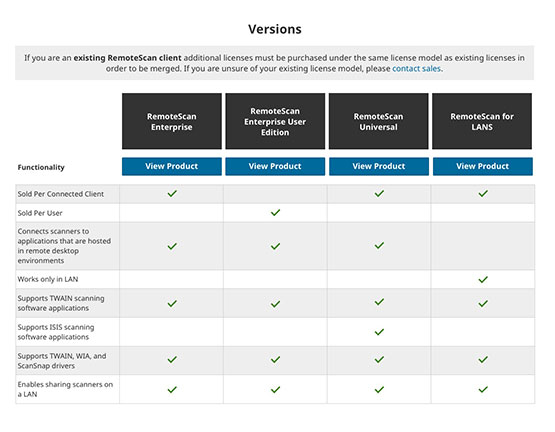 Versions
If you are an existing RemoteScan client additional licenses must be purchased under the same license model as existing licenses in
order to be merged. If you are unsure of your existing license model, please contact sales.
RemoteScan
Enterprise
RemoteScan
Enterprise User
Edition
RemoteScan
Universal
RemoteScan for
LANS
Functionality
View Product
View Product
View Product
View Product
Sold Per Connected Client
Sold Per User
Connects scanners to
applications that are hosted
in remote desktop
environments
Works only in LAN
Supports TWAIN scanning
software applications
Supports ISIS scanning
software applications
Supports TWAIN, WIA, and
ScanSnap drivers
Enables sharing scanners on
a LAN